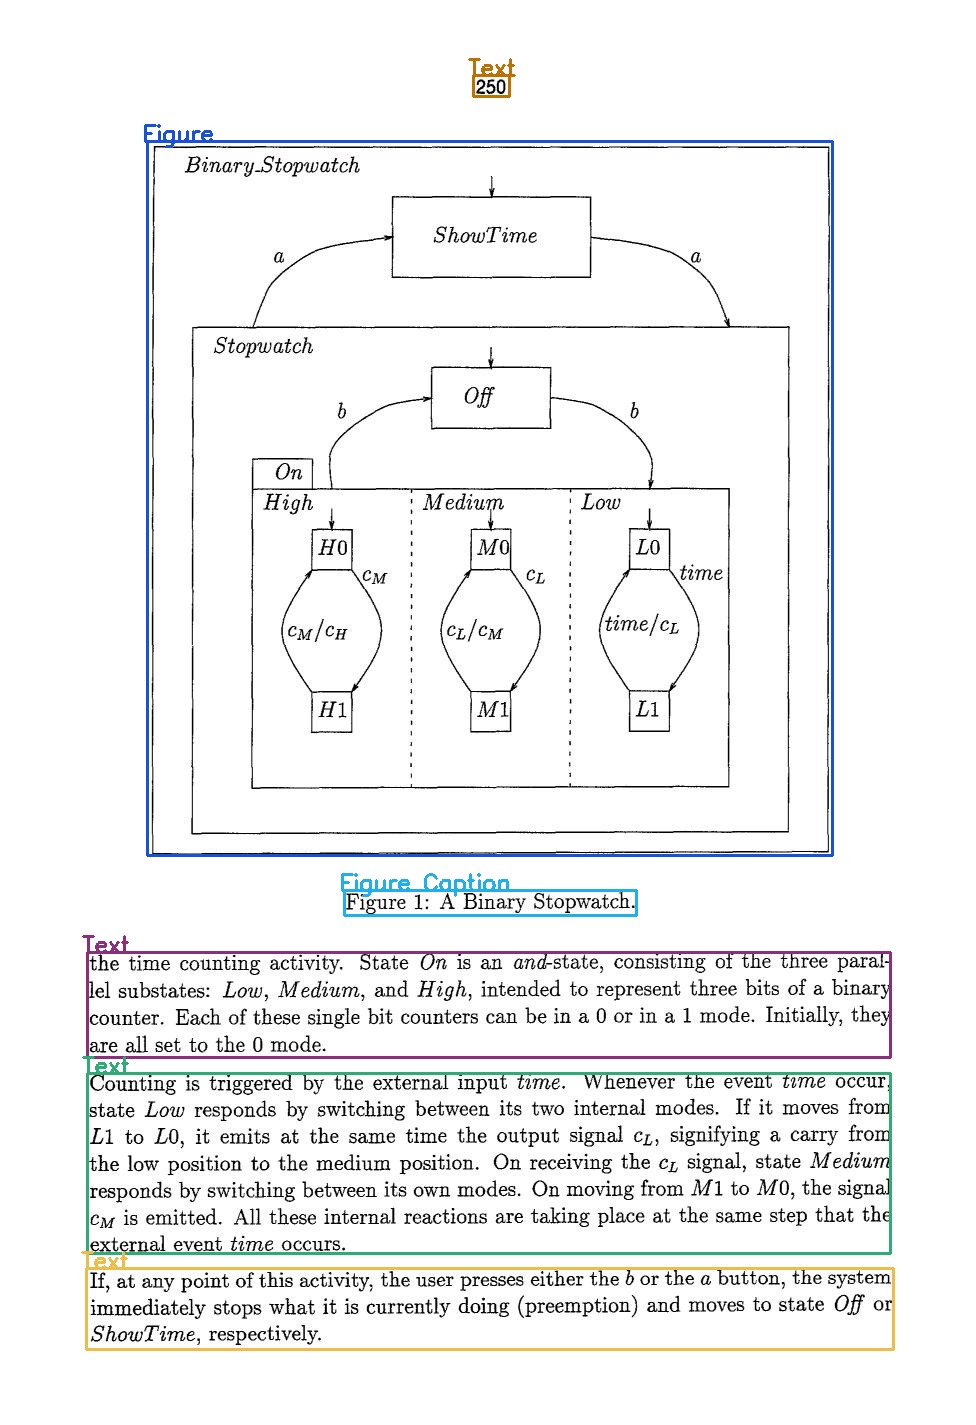 Text
250
Figure
Binary_Stopwatch
ShowTime
a
a
Stopwatch
Off
b
b
On
High
Medium
Low
H0
M0
L0
c_M
c_L
time
c_M/c_H
c_L/c_M
time/c_L
H1
M1
L1
Figure Caption
Figure 1: A Binary Stopwatch.
Text
the time counting activity. State On is an and-state, consisting of the three paral-
lel substates: Low, Medium, and High, intended to represent three bits of a binary
counter. Each of these single bit counters can be in a 0 or in a 1 mode. Initially, they
are all set to the 0 mode.
Text
Counting is triggered by the external input time. Whenever the event time occur,
state Low responds by switching between its two internal modes. If it moves from
L1 to L0, it emits at the same time the output signal c_L, signifying a carry from
the low position to the medium position. On receiving the c_L signal, state Medium
responds by switching between its own modes. On moving from M1 to M0, the signal
c_M is emitted. All these internal reactions are taking place at the same step that the
external event time occurs.
Text
If, at any point of this activity, the user presses either the b or the a button, the system
immediately stops what it is currently doing (preemption) and moves to state Off or
ShowTime, respectively.